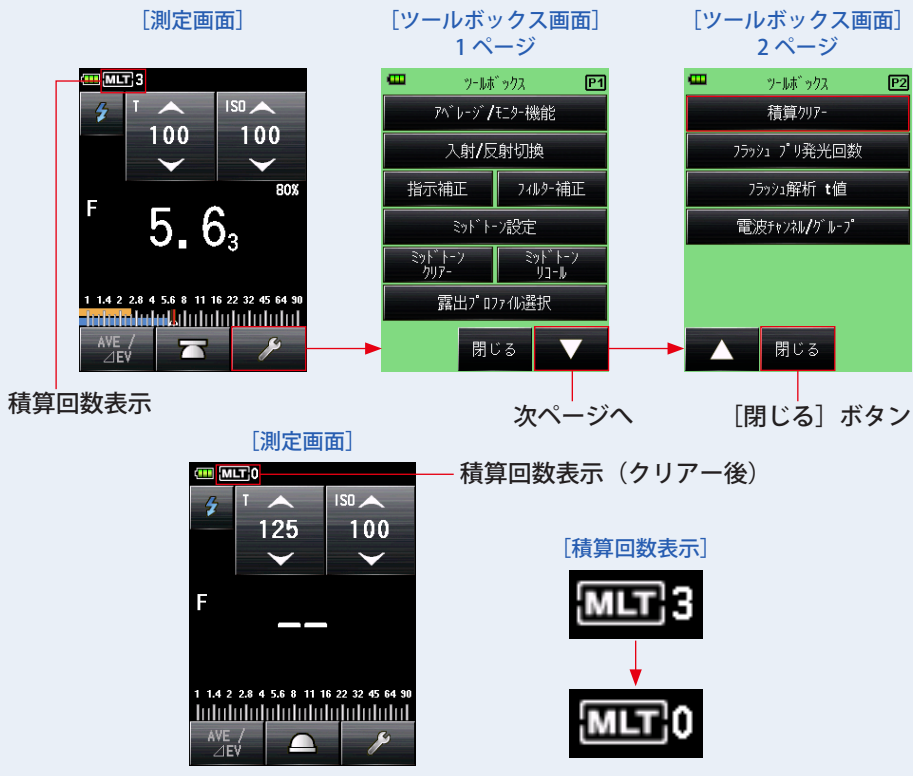 ［測定画面］
MLT 3
T
100
ISO
100
80%
F
5.6₃
1 1.4 2 2.8 4 5.6 8 11 16 22 32 45 64 90
AVE /
⊿EV
積算回数表示
［ツールボックス画面］
1 ページ
ﾂｰﾙﾎﾞｯｸｽ
P1
ｱﾍﾞﾚｰｼﾞ/ﾓﾆﾀｰ機能
入射/反射切換
指示補正
ﾌｨﾙﾀｰ補正
ﾐｯﾄﾞﾄｰﾝ設定
ﾐｯﾄﾞﾄｰﾝ
ｸﾘｱｰ
ﾐｯﾄﾞﾄｰﾝ
ﾘｺｰﾙ
露出ﾌﾟﾛﾌｧｲﾙ選択
閉じる
▼
次ページへ
［ツールボックス画面］
2 ページ
ﾂｰﾙﾎﾞｯｸｽ
P2
積算ｸﾘｱｰ
ﾌﾗｯｼｭ ﾌﾟﾘ発光回数
ﾌﾗｯｼｭ解析 t値
電波ﾁｬﾝﾈﾙ/ｸﾞﾙｰﾌﾟ
▲
閉じる
［閉じる］ボタン
［測定画面］
MLT 0
積算回数表示（クリアー後）
T
125
ISO
100
F
--
1 1.4 2 2.8 4 5.6 8 11 16 22 32 45 64 90
AVE /
⊿EV
［積算回数表示］
MLT 3
MLT 0